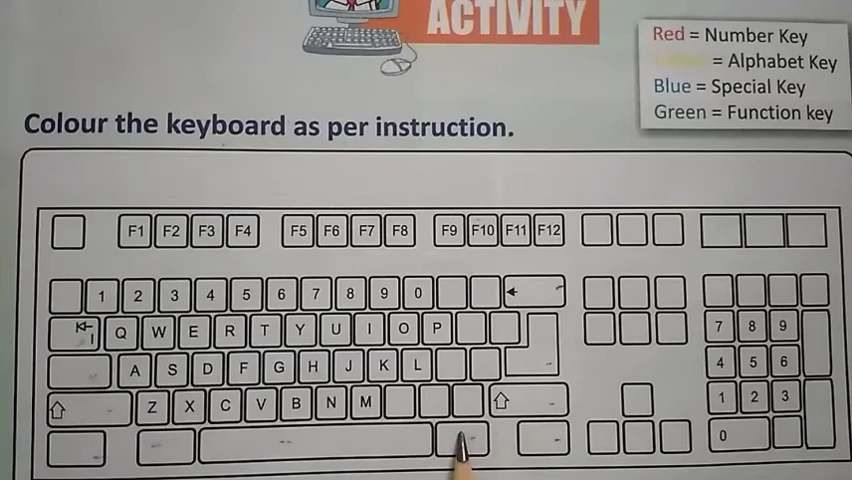 ACTIVITY
Red = Number Key
= Alphabet Key
Blue = Special Key
Green = Function key
Colour the keyboard as per instruction.
F1 F2 F3 F4 F5 F6 F7 F8 F9 F10 F11 F12
1 2 3 4 5 6 7 8 9 0
Q W E R T Y U I O P 7 8 9
A S D F G H J K L 4 5 6
Z X C V B N M 1 2 3
0